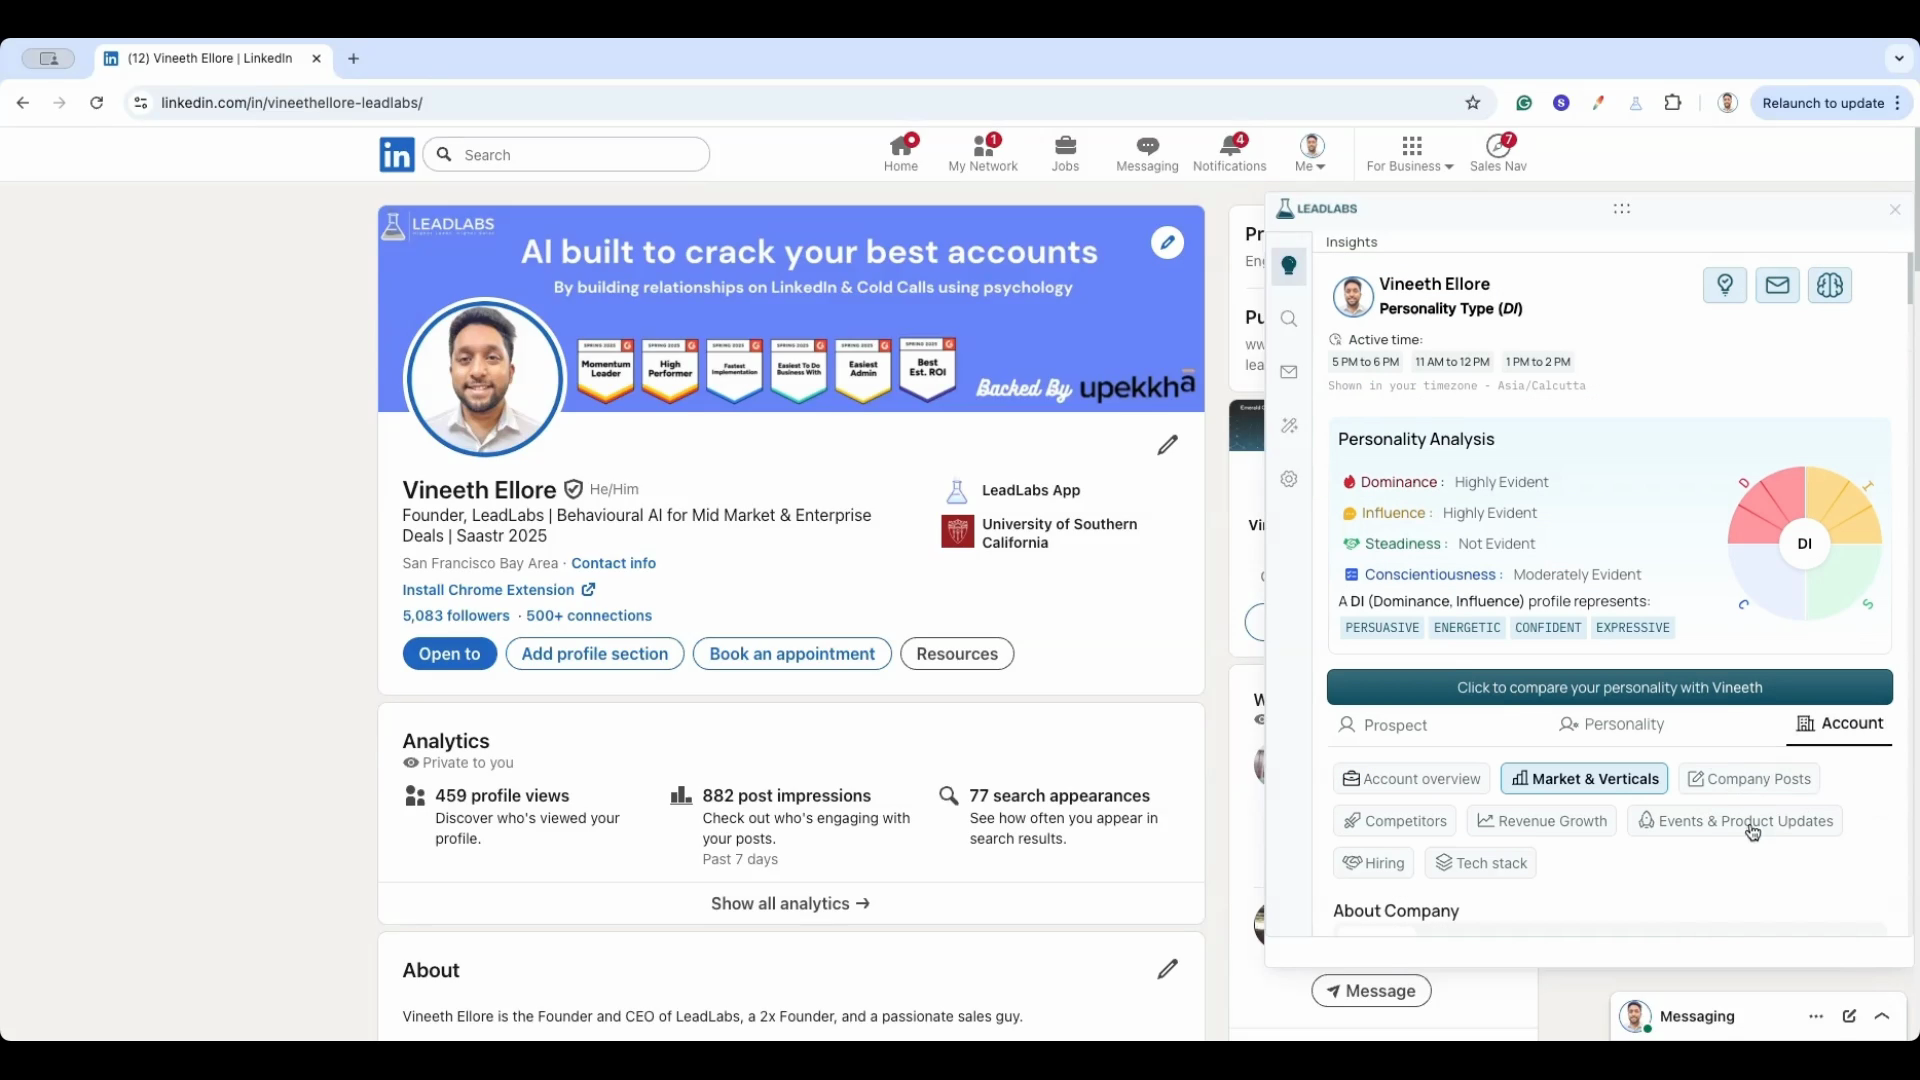 (12) Vineeth Ellore | LinkedIn
linkedin.com/in/vineethellore-leadlabs/
Relaunch to update
in
Search
Home
1
My Network
Jobs
Messaging
4
Notifications
Me
For Business
7
Sales Nav
LEADLABS
AI built to crack your best accounts
By building relationships on LinkedIn & Cold Calls using psychology
SPRING 2025
Momentum Leader
SPRING 2025
High Performer
SPRING 2025
Fastest Implementation
SPRING 2025
Easiest To Do Business With
SPRING 2025
Easiest Admin
SPRING 2025
Best Est. ROI
Backed By upekkha
Vineeth Ellore He/Him
Founder, LeadLabs | Behavioural AI for Mid Market & Enterprise
Deals | Saastr 2025
San Francisco Bay Area · Contact info
Install Chrome Extension
5,083 followers · 500+ connections
Open to
Add profile section
Book an appointment
Resources
LeadLabs App
University of Southern
California
Analytics
Private to you
459 profile views
Discover who's viewed your
profile.
882 post impressions
Check out who's engaging with
your posts.
Past 7 days
77 search appearances
See how often you appear in
search results.
Show all analytics →
About
Vineeth Ellore is the Founder and CEO of LeadLabs, a 2x Founder, and a passionate sales guy.
LEADLABS
Insights
Vineeth Ellore
Personality Type (DI)
Active time:
5 PM to 6 PM
11 AM to 12 PM
1 PM to 2 PM
Shown in your timezone - Asia/Calcutta
Personality Analysis
Dominance : Highly Evident
Influence : Highly Evident
Steadiness : Not Evident
Conscientiousness : Moderately Evident
D
I
DI
C
S
A DI (Dominance, Influence) profile represents:
PERSUASIVE
ENERGETIC
CONFIDENT
EXPRESSIVE
Click to compare your personality with Vineeth
Prospect
Personality
Account
Account overview
Market & Verticals
Company Posts
Competitors
Revenue Growth
Events & Product Updates
Hiring
Tech stack
About Company
Message
Messaging